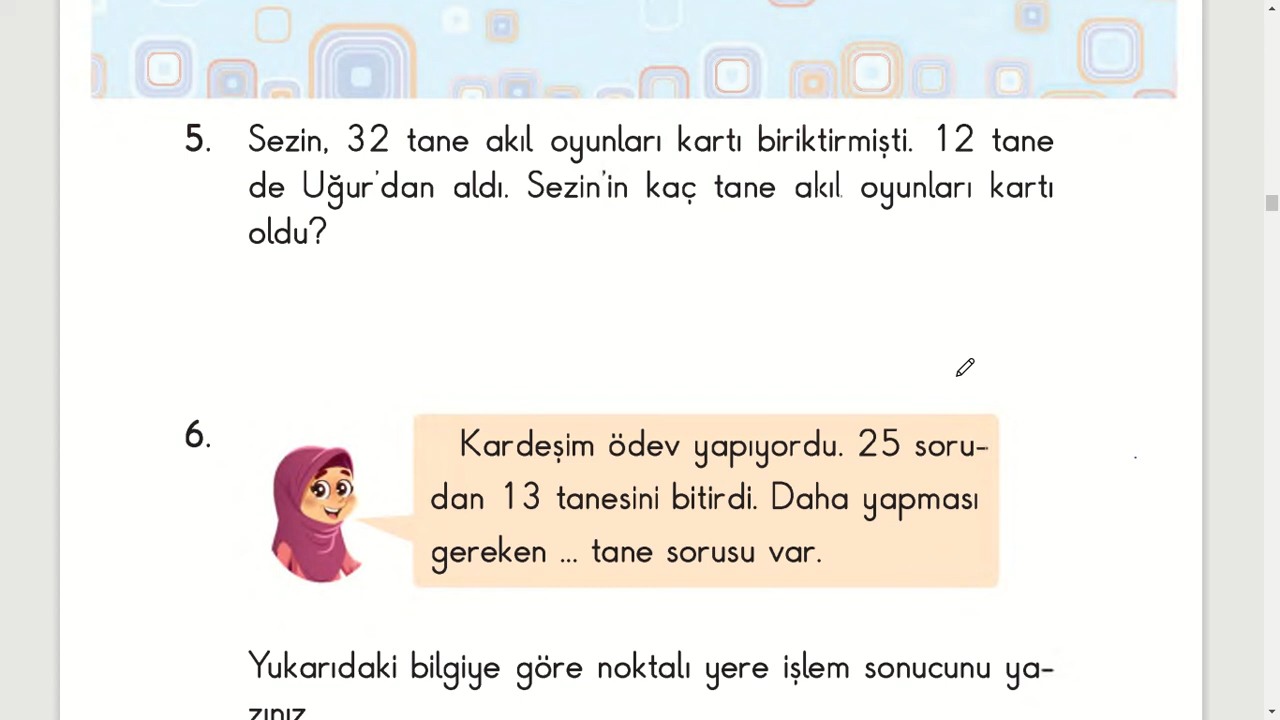 5. Sezin, 32 tane akıl oyunları kartı biriktirmişti. 12 tane
de Uğur'dan aldı. Sezin'in kaç tane akıl oyunları kartı
oldu?
6.
Kardeşim ödev yapıyordu. 25 soru-
dan 13 tanesini bitirdi. Daha yapması
gereken ... tane sorusu var.
Yukarıdaki bilgiye göre noktalı yere işlem sonucunu ya-
zınız